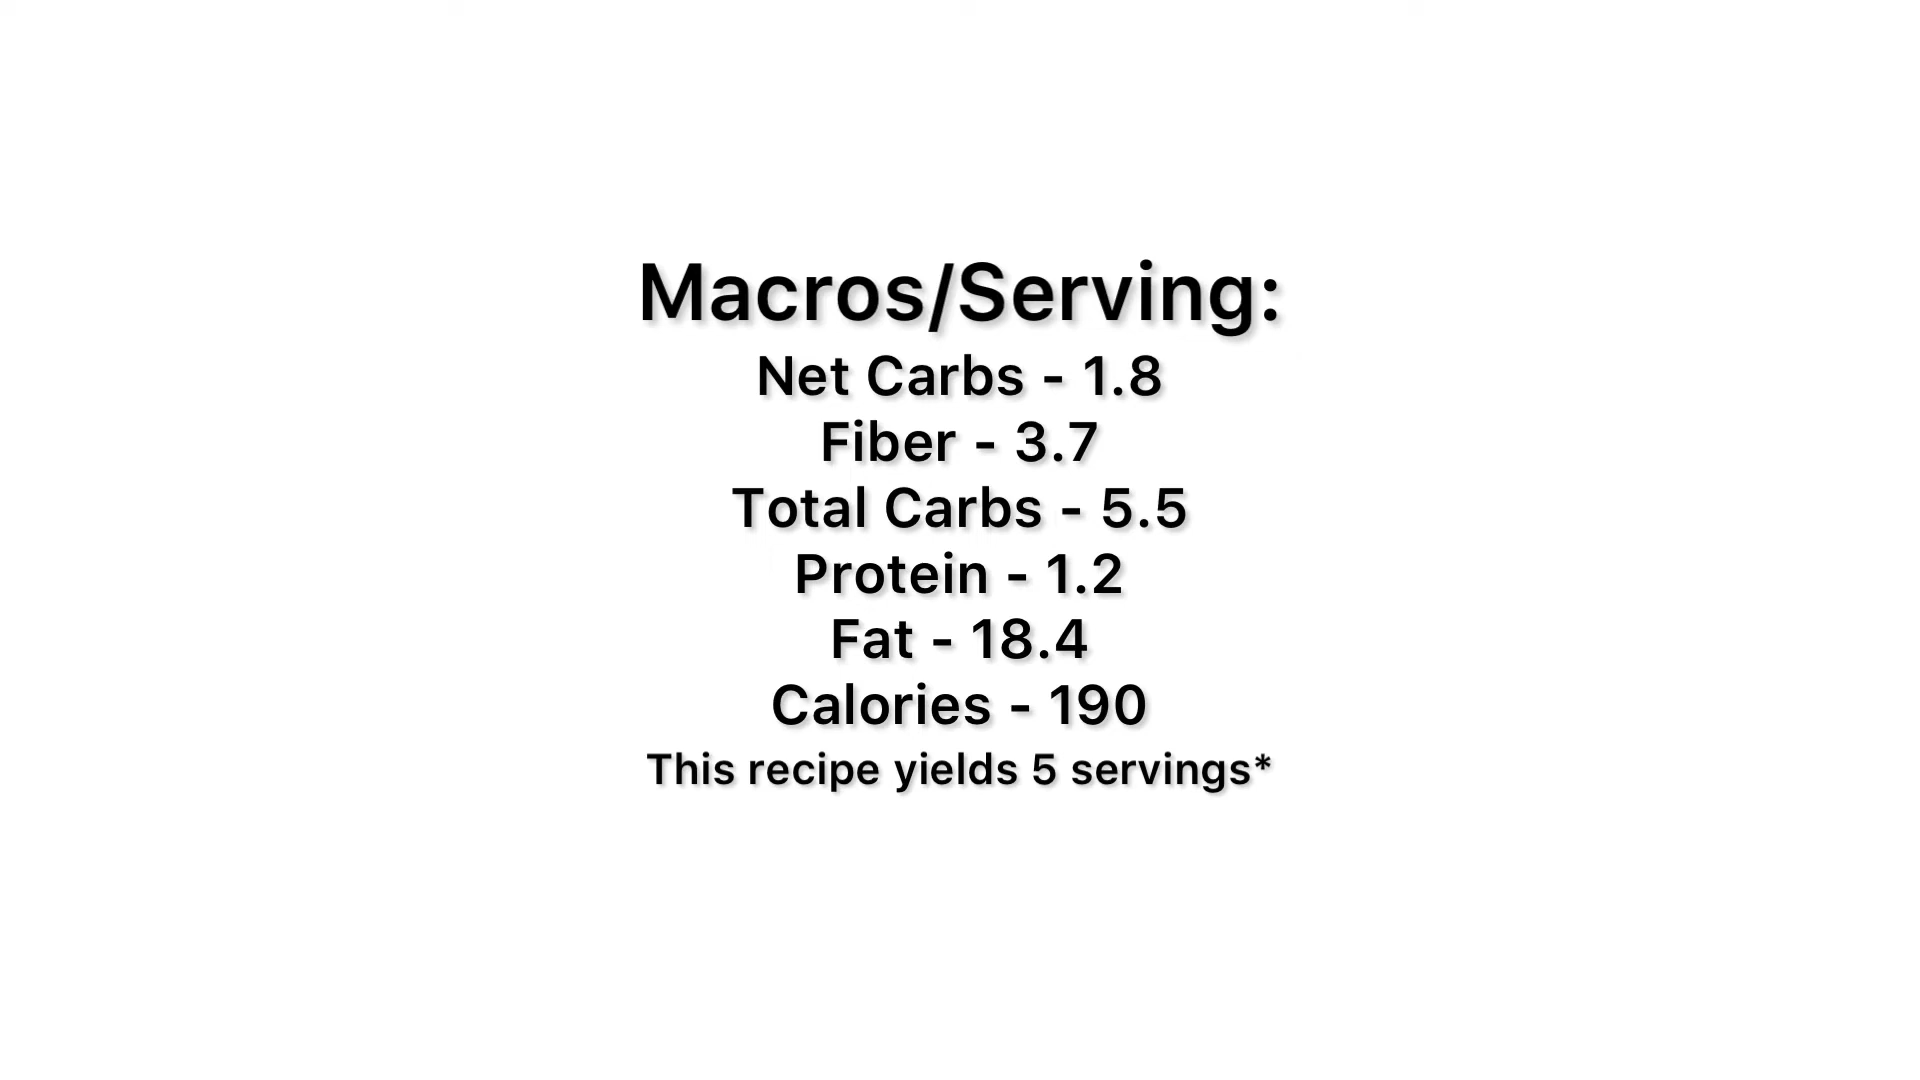 Macros/Serving:
Net Carbs - 1.8
Fiber - 3.7
Total Carbs - 5.5
Protein - 1.2
Fat - 18.4
Calories - 190
This recipe yields 5 servings*